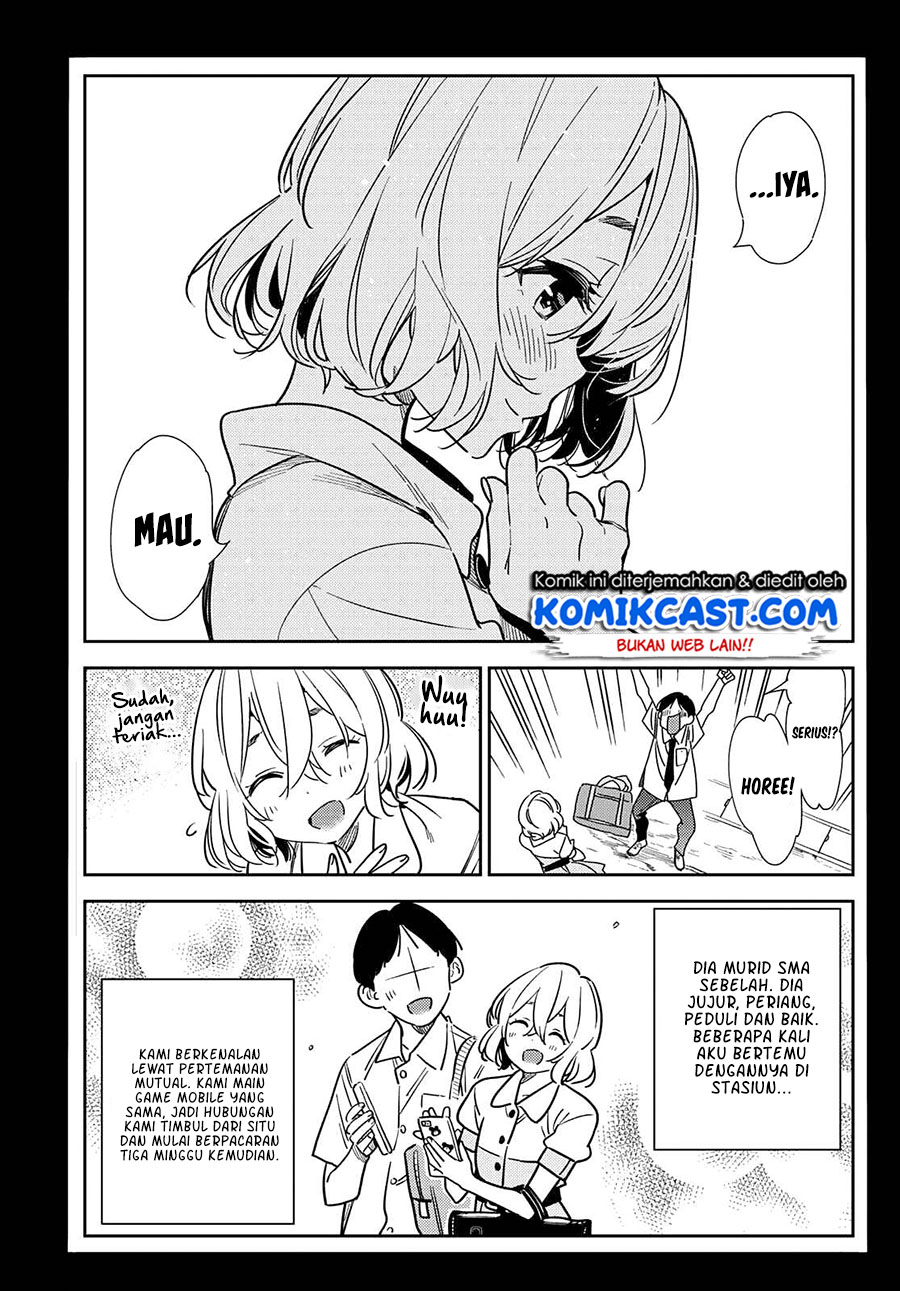 ...IYA.
MAU.
Komik ini diterjemahkan & diedit oleh
KOMIKCAST.COM
BUKAN WEB LAIN!!
SERIUS!?
HOREE!
Wuy
huu!
Sudah,
jangan
teriak...
DIA MURID SMA
SEBELAH. DIA
JUJUR, PERIANG,
PEDULI DAN BAIK.
BEBERAPA KALI
AKU BERTEMU
DENGANNYA DI
STASIUN...
KAMI BERKENALAN
LEWAT PERTEMANAN
MUTUAL. KAMI MAIN
GAME MOBILE YANG
SAMA, JADI HUBUNGAN
KAMI TIMBUL DARI SITU
DAN MULAI BERPACARAN
TIGA MINGGU KEMUDIAN.